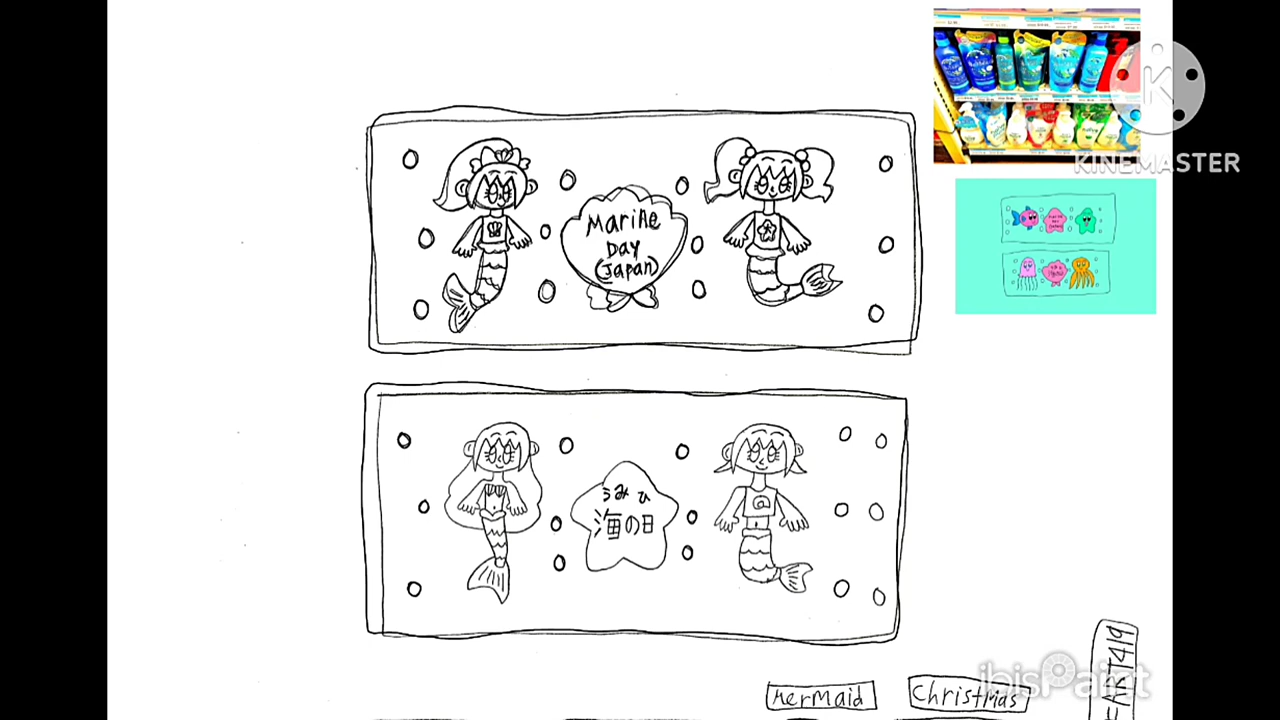 KINEMASTER
Marine
DAY
(Japan)
うみ ひ
海の日
ibisPaint
Mermaid
Christmas